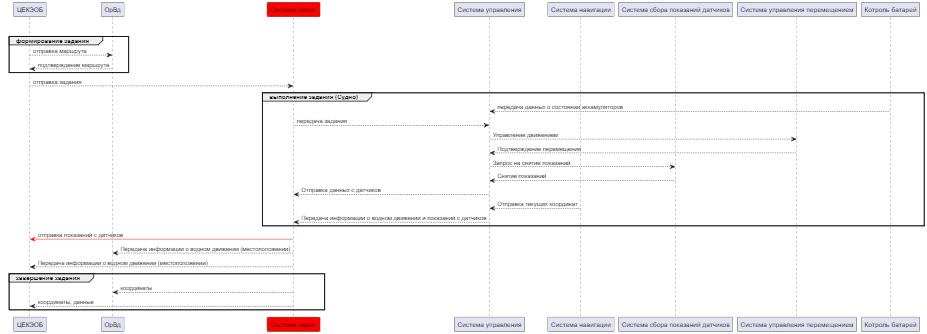 ЦЕКЭОБ ОрВд Система связи Система управления Система навигации Система сбора показаний датчиков Система управления перемещением Котроль батарей
формирование задания
отправка маршрута
подтверждение маршрута
отправка задания
выполнение задания (Судно)
передача данных о состоянии аккамуляторов
передача задания
Управление движением
Подтверждение перемещения
Запрос на снятие показаний
Снятие показаний
Отправка данных с датчиков
Отправка текущих координат
Передача информации о водном движении и показаний с датчиков
отправка показаний с датчиков
Передача информации о водном движении (местоположении)
Передача информации о водном движении (местоположении)
завершение задания
координаты
координаты, данные
ЦЕКЭОБ ОрВд Система связи Система управления Система навигации Система сбора показаний датчиков Система управления перемещением Котроль батарей